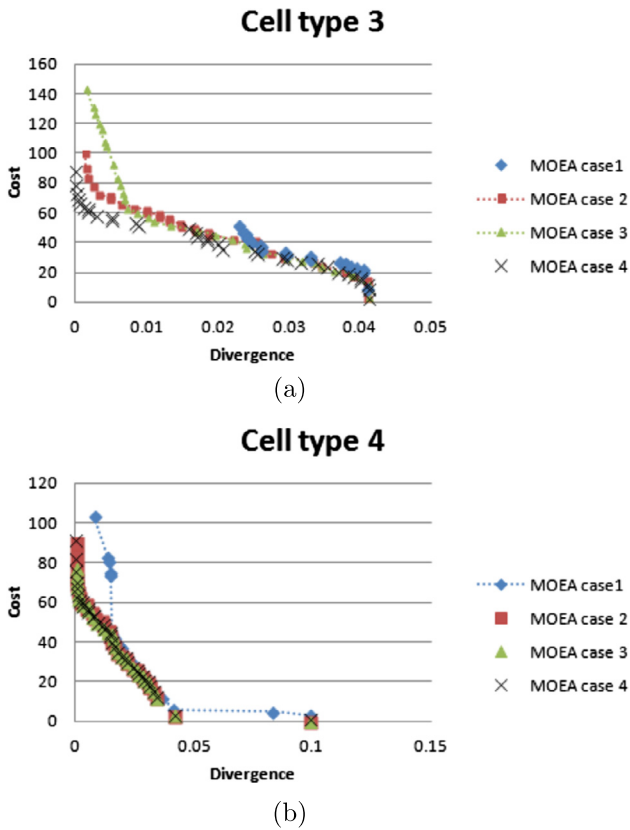 Cell type 3
160
140
120
100
80
60
40
20
0
Cost
0 0.01 0.02 0.03 0.04 0.05
Divergence
MOEA case1
MOEA case 2
MOEA case 3
MOEA case 4
(a)
Cell type 4
120
100
80
60
40
20
0
Cost
0 0.05 0.1 0.15
Divergence
MOEA case1
MOEA case 2
MOEA case 3
MOEA case 4
(b)